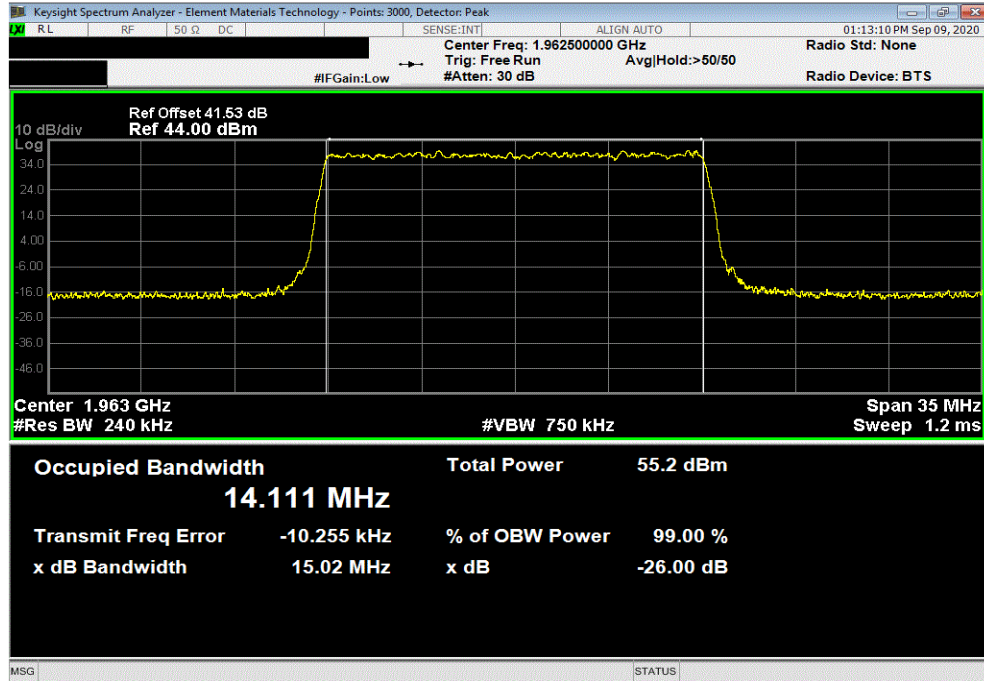 Keysight Spectrum Analyzer - Element Materials Technology - Points: 3000, Detector: Peak
LXI RL RF 50 Ω DC SENSE:INT ALIGN AUTO 01:13:10 PM Sep 09, 2020
Center Freq: 1.962500000 GHz Radio Std: None
Trig: Free Run Avg|Hold:>50/50
#IFGain:Low #Atten: 30 dB Radio Device: BTS
Ref Offset 41.53 dB
10 dB/div Ref 44.00 dBm
Log
34.0
24.0
14.0
4.00
-6.00
-16.0
-26.0
-36.0
-46.0
Center 1.963 GHz Span 35 MHz
#Res BW 240 kHz #VBW 750 kHz Sweep 1.2 ms
Occupied Bandwidth Total Power 55.2 dBm
14.111 MHz
Transmit Freq Error -10.255 kHz % of OBW Power 99.00 %
x dB Bandwidth 15.02 MHz x dB -26.00 dB
MSG STATUS